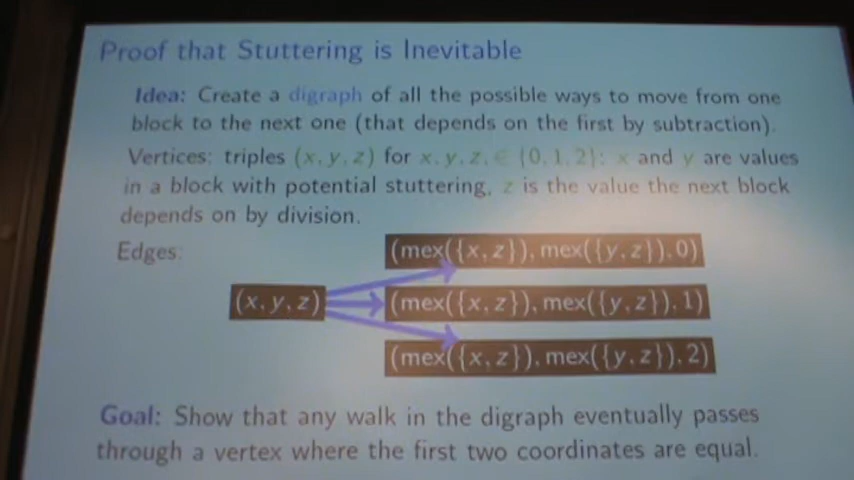 Proof that Stuttering is Inevitable
Idea: Create a digraph of all the possible ways to move from one
block to the next one (that depends on the first by subtraction).
Vertices: triples (x, y, z) for x, y, z, ∈ {0, 1, 2}: x and y are values
in a block with potential stuttering, z is the value the next block
depends on by division.
Edges:
(mex({x, z}), mex({y, z}), 0)
(x, y, z)
(mex({x, z}), mex({y, z}), 1)
(mex({x, z}), mex({y, z}), 2)
Goal: Show that any walk in the digraph eventually passes
through a vertex where the first two coordinates are equal.